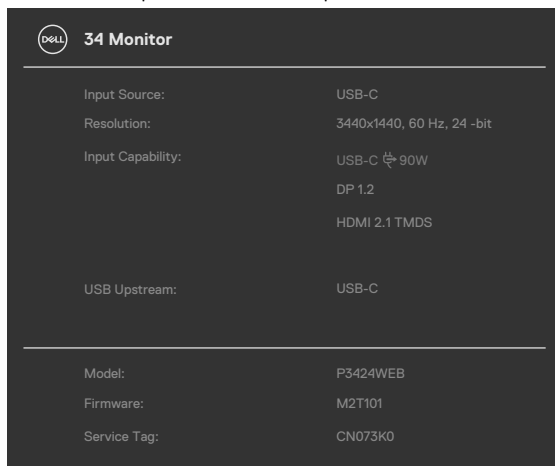 DELL 34 Monitor
Input Source: USB-C
Resolution: 3440x1440, 60 Hz, 24 -bit
Input Capability: USB-C 90W
DP 1.2
HDMI 2.1 TMDS
USB Upstream: USB-C
Model: P3424WEB
Firmware: M2T101
Service Tag: CN073K0